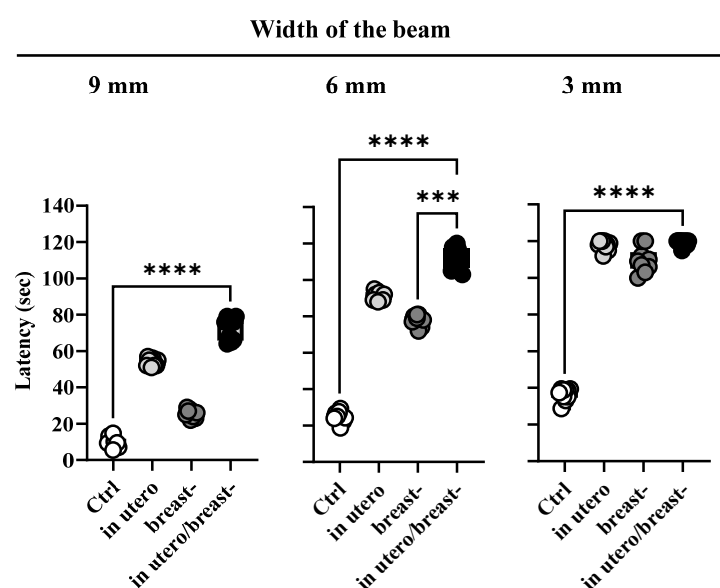 Width of the beam
9 mm
6 mm
3 mm
****
***
****
****
Latency (sec)
140
120
100
80
60
40
20
0
Ctrl
in utero
breast-
in utero/breast-
Ctrl
in utero
breast-
in utero/breast-
Ctrl
in utero
breast-
in utero/breast-